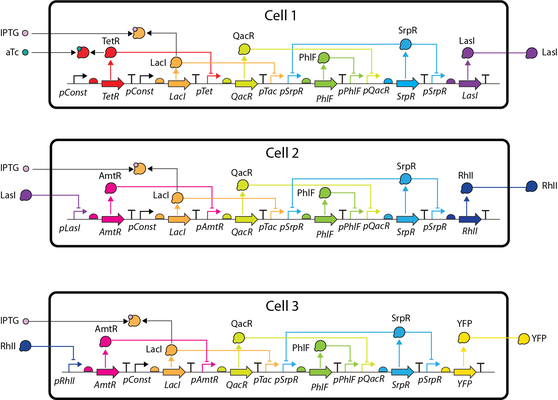 Cell 1
IPTG
aTc
TetR
LacI
QacR
PhlF
SrpR
LasI
LasI
pConst
TetR
pConst
LacI
pTet
QacR
pTac
pSrpR
PhlF
pPhlF
pQacR
SrpR
pSrpR
LasI
Cell 2
IPTG
LasI
AmtR
LacI
QacR
PhlF
SrpR
RhlI
RhlI
pLasI
AmtR
pConst
LacI
pAmtR
QacR
pTac
pSrpR
PhlF
pPhlF
pQacR
SrpR
pSrpR
RhlI
Cell 3
IPTG
RhlI
AmtR
LacI
QacR
PhlF
SrpR
YFP
YFP
pRhlI
AmtR
pConst
LacI
pAmtR
QacR
pTac
pSrpR
PhlF
pPhlF
pQacR
SrpR
pSrpR
YFP